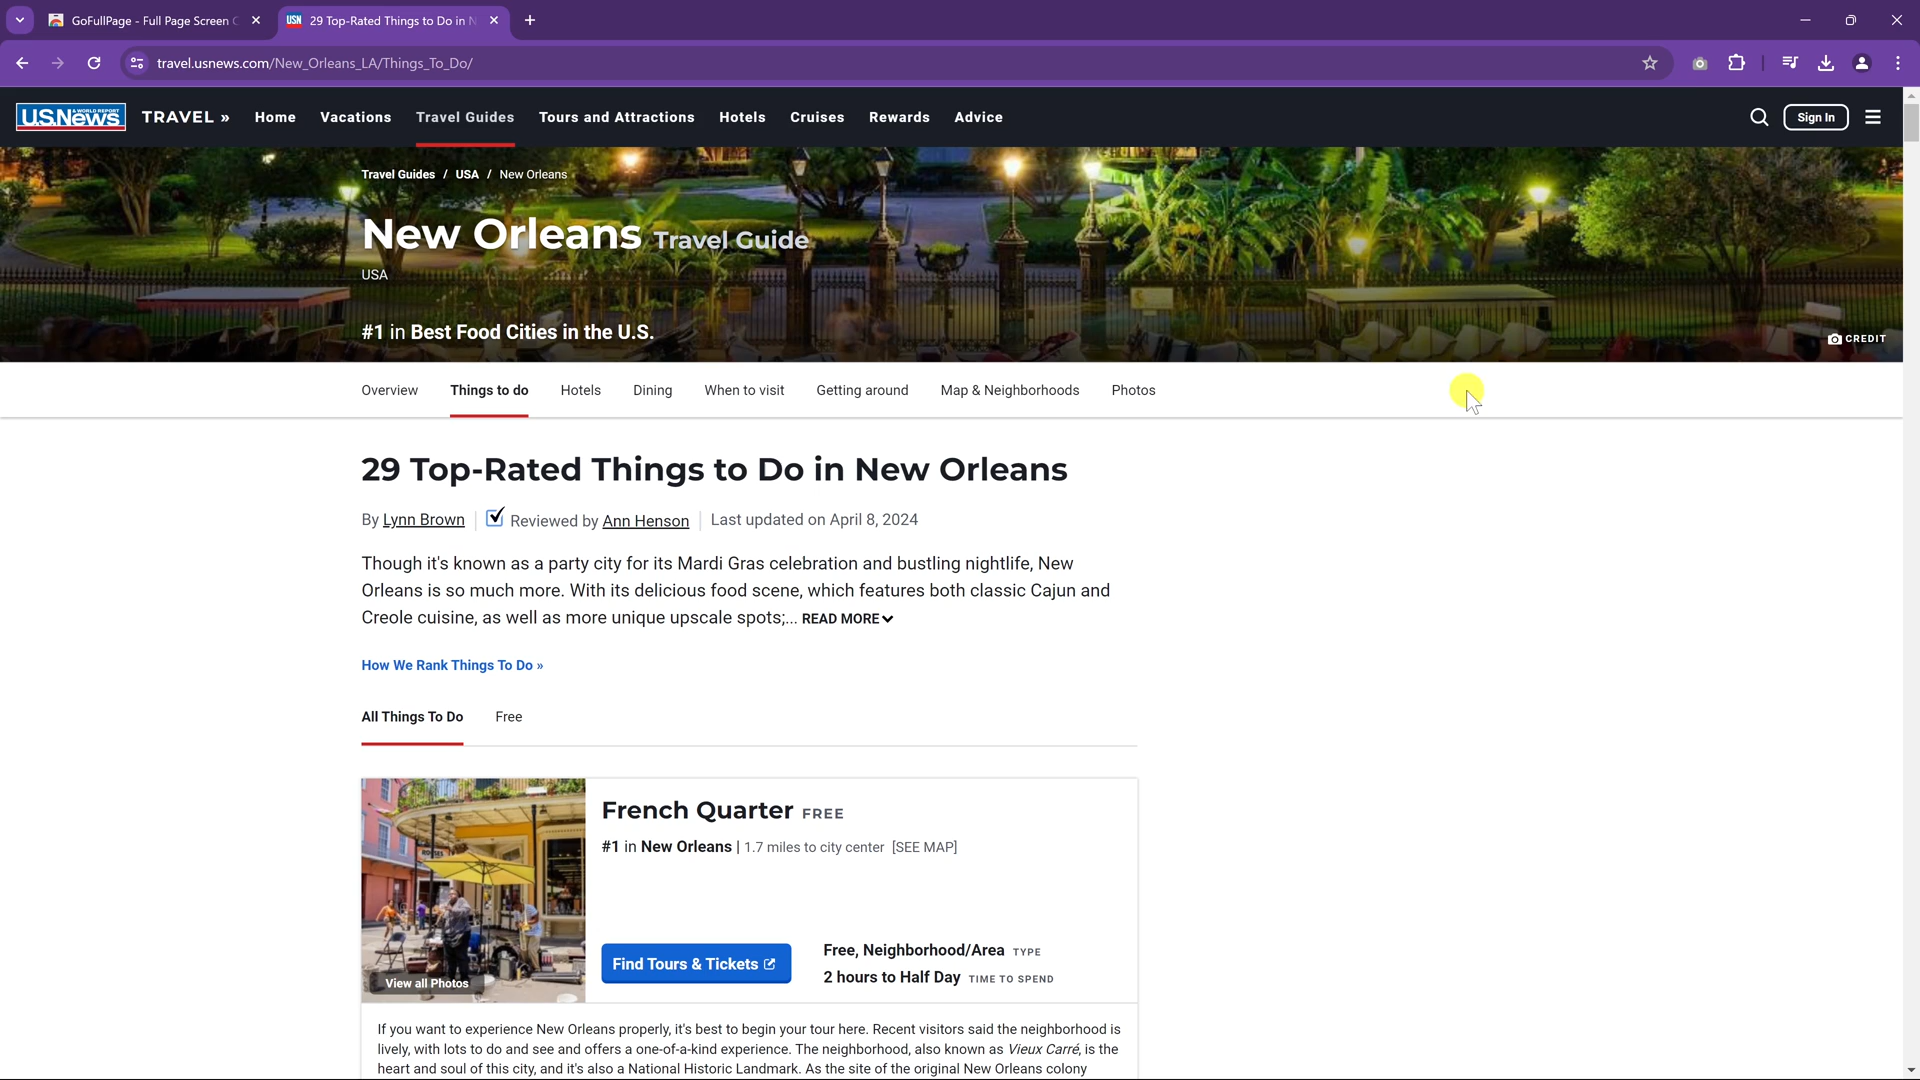 GoFullPage - Full Page Screen C
USN 29 Top-Rated Things to Do in N
travel.usnews.com/New_Orleans_LA/Things_To_Do/
US.News A WORLD REPORT TRAVEL » Home Vacations Travel Guides Tours and Attractions Hotels Cruises Rewards Advice Sign In
Travel Guides / USA / New Orleans
New Orleans Travel Guide
USA
#1 in Best Food Cities in the U.S.
CREDIT
Overview Things to do Hotels Dining When to visit Getting around Map & Neighborhoods Photos
29 Top-Rated Things to Do in New Orleans
By Lynn Brown Reviewed by Ann Henson Last updated on April 8, 2024
Though it's known as a party city for its Mardi Gras celebration and bustling nightlife, New
Orleans is so much more. With its delicious food scene, which features both classic Cajun and
Creole cuisine, as well as more unique upscale spots;... READ MORE
How We Rank Things To Do »
All Things To Do Free
French Quarter FREE
#1 in New Orleans | 1.7 miles to city center [SEE MAP]
Find Tours & Tickets
Free, Neighborhood/Area TYPE
2 hours to Half Day TIME TO SPEND
View all Photos
If you want to experience New Orleans properly, it's best to begin your tour here. Recent visitors said the neighborhood is
lively, with lots to do and see and offers a one-of-a-kind experience. The neighborhood, also known as Vieux Carré, is the
heart and soul of this city, and it's also a National Historic Landmark. As the site of the original New Orleans colony